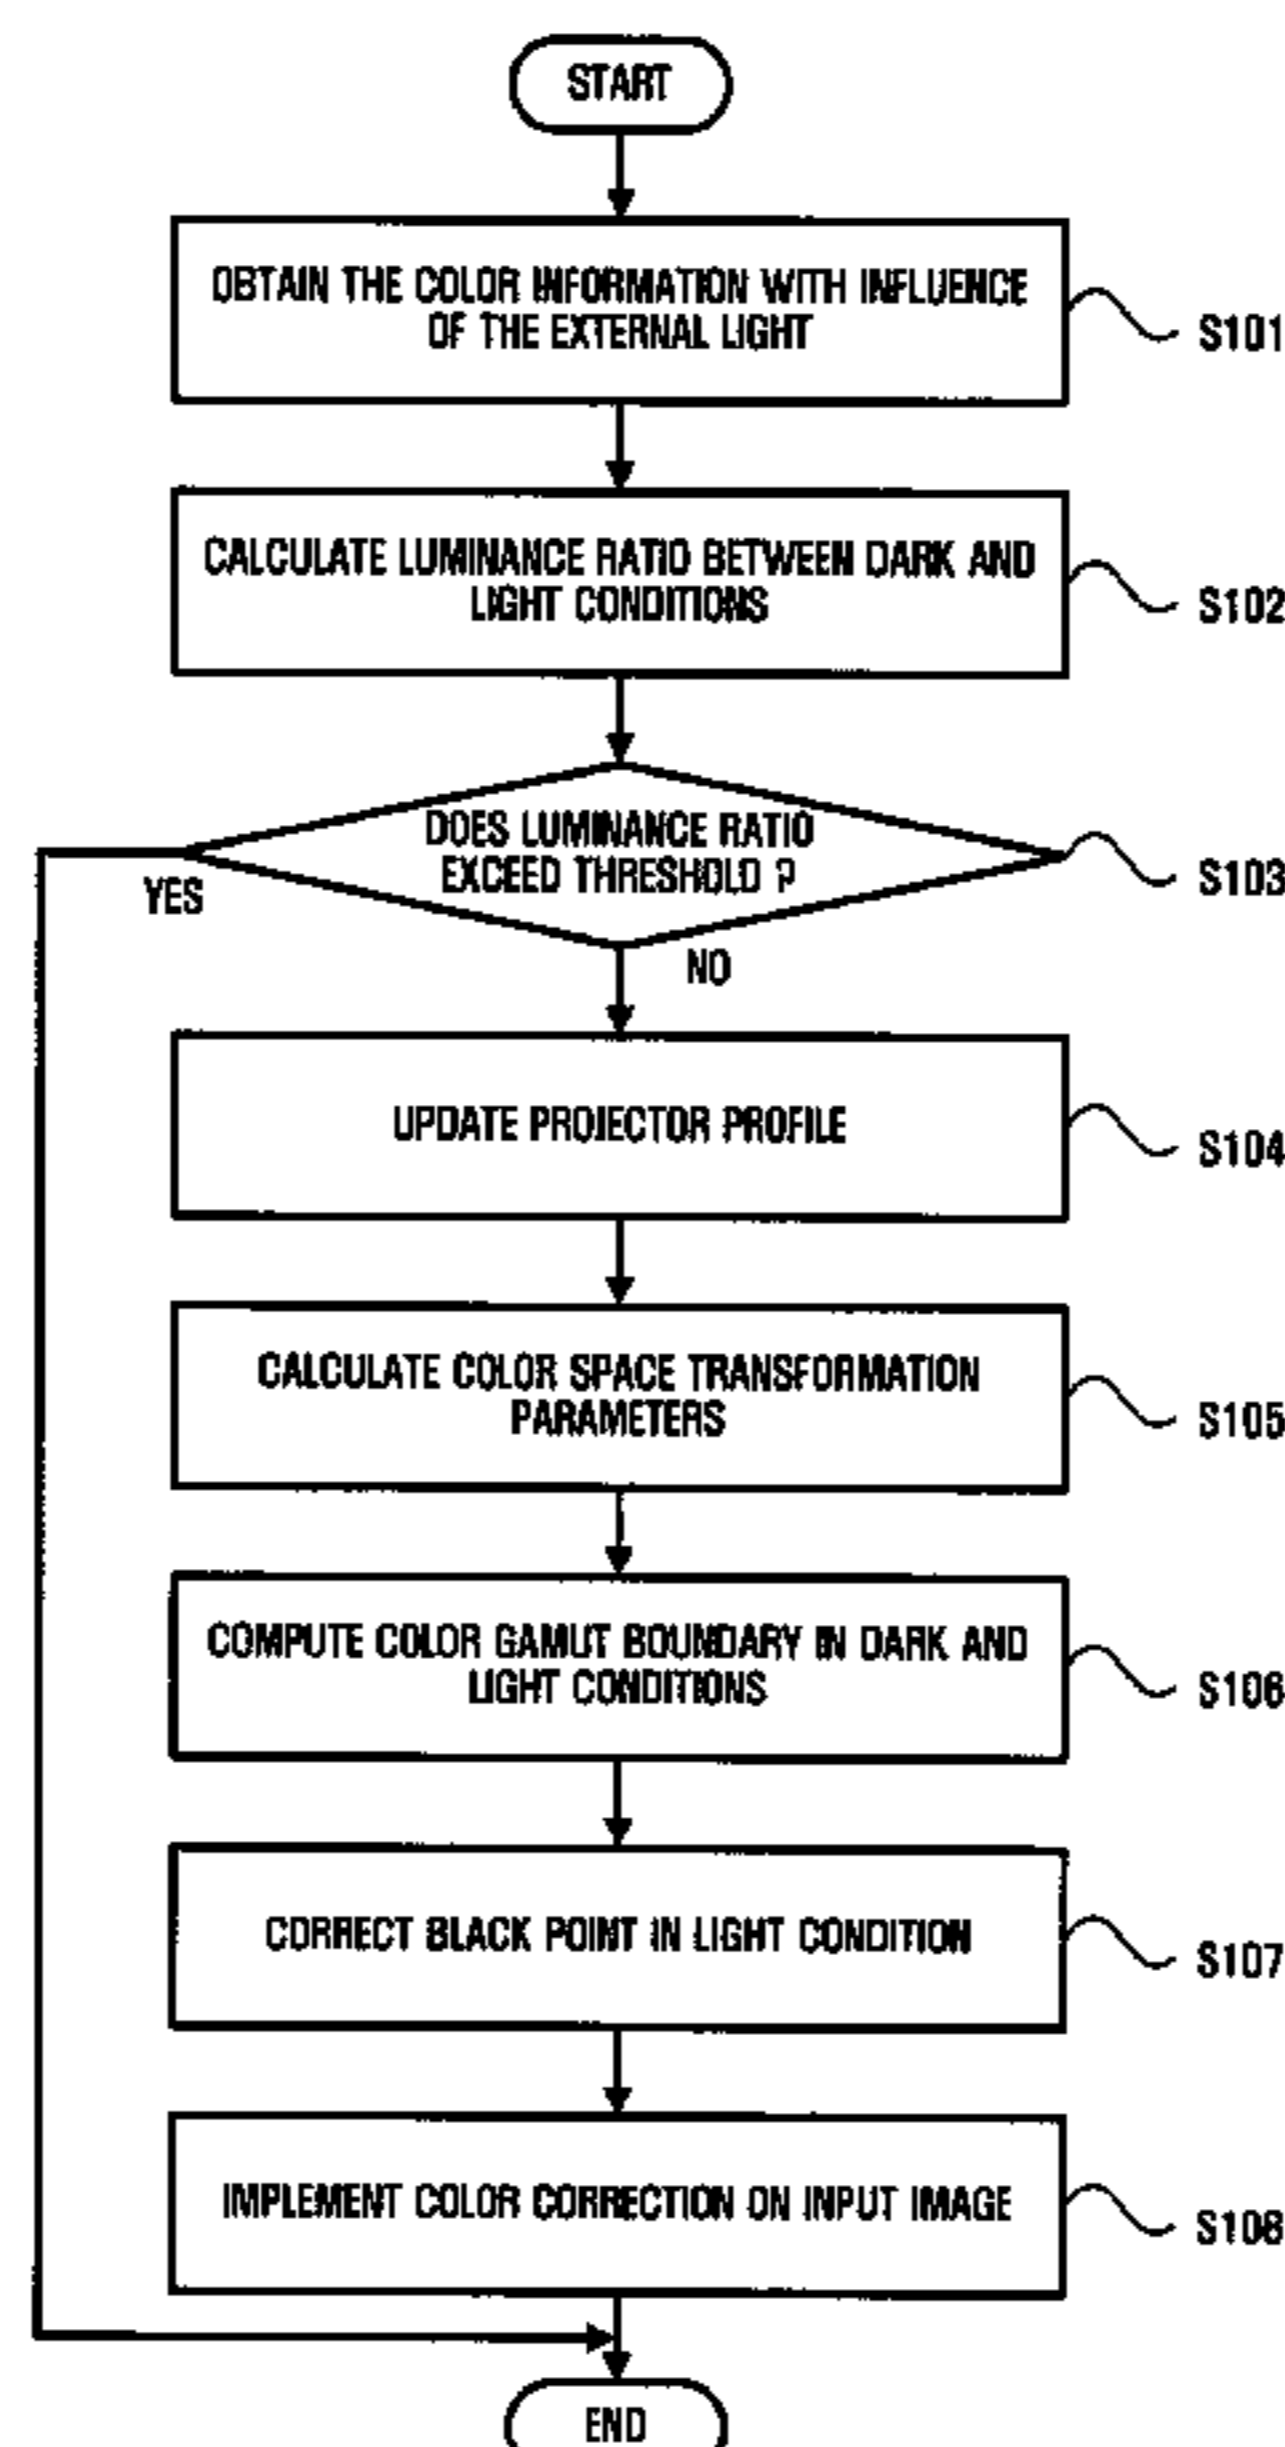 START
OBTAIN THE COLOR INFORMATION WITH INFLUENCE
OF THE EXTERNAL LIGHT
S101
CALCULATE LUMINANCE RATIO BETWEEN DARK AND
LIGHT CONDITIONS
S102
DOES LUMINANCE RATIO
EXCEED THRESHOLD ?
S103
YES
NO
UPDATE PROJECTOR PROFILE
S104
CALCULATE COLOR SPACE TRANSFORMATION
PARAMETERS
S105
COMPUTE COLOR GAMUT BOUNDARY IN DARK AND
LIGHT CONDITIONS
S106
CORRECT BLACK POINT IN LIGHT CONDITION
S107
IMPLEMENT COLOR CORRECTION ON INPUT IMAGE
S108
END